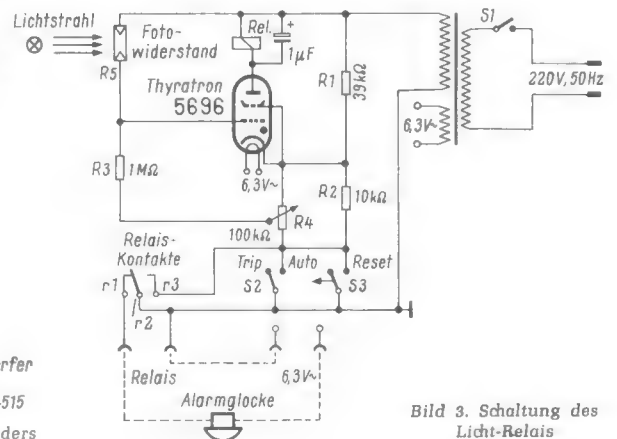 Lichtstrahl
Foto-
widerstand
R5
Rel.
+
1µF
S1
220V, 50Hz
R1
39kΩ
Thyratron
5696
6,3V~
R3
1MΩ
6,3V~
R2
10kΩ
R4
100kΩ
Relais-
Kontakte
r1
r3
r2
Trip
Auto
S2
Reset
S3
Relais
6,3V~
Alarmglocke
rfer
515
ders
Bild 3. Schaltung des
Licht-Relais